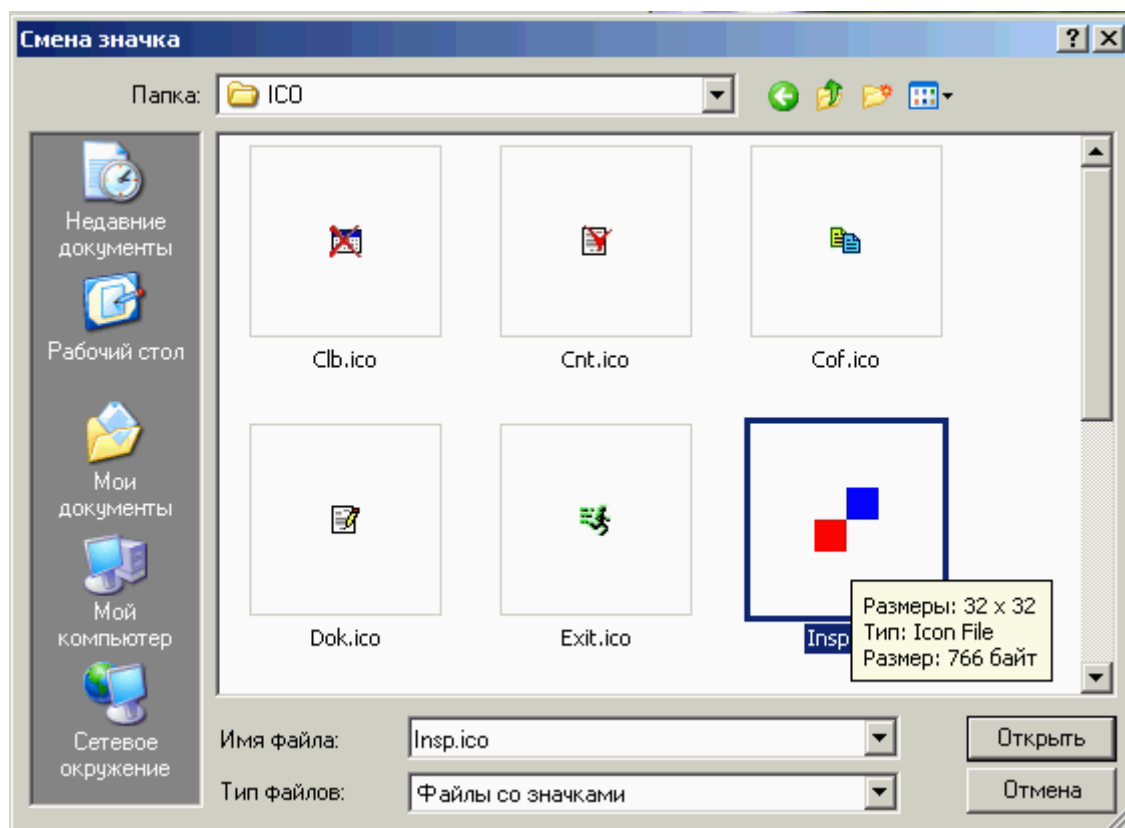 Смена значка
Папка:
ICO
Недавние
документы
Рабочий стол
Мои
документы
Мой
компьютер
Сетевое
окружение
Clb.ico
Cnt.ico
Cof.ico
Dok.ico
Exit.ico
Insp
Размеры: 32 x 32
Тип: Icon File
Размер: 766 байт
Имя файла:
Insp.ico
Открыть
Тип файлов:
Файлы со значками
Отмена